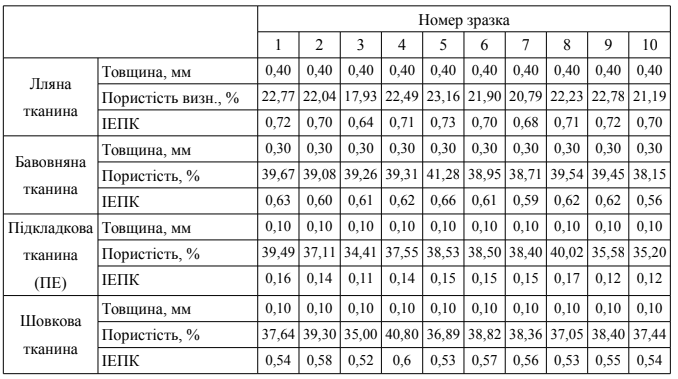 Номер зразка
1 2 3 4 5 6 7 8 9 10
Лляна тканина
Товщина, мм 0,40 0,40 0,40 0,40 0,40 0,40 0,40 0,40 0,40 0,40
Пористість визн., % 22,77 22,04 17,93 22,49 23,16 21,90 20,79 22,23 22,78 21,19
ІЕПК 0,72 0,70 0,64 0,71 0,73 0,70 0,68 0,71 0,72 0,70
Бавовняна тканина
Товщина, мм 0,30 0,30 0,30 0,30 0,30 0,30 0,30 0,30 0,30 0,30
Пористість, % 39,67 39,08 39,26 39,31 41,28 38,95 38,71 39,54 39,45 38,15
ІЕПК 0,63 0,60 0,61 0,62 0,66 0,61 0,59 0,62 0,62 0,56
Підкладкова тканина (ПЕ)
Товщина, мм 0,10 0,10 0,10 0,10 0,10 0,10 0,10 0,10 0,10 0,10
Пористість, % 39,49 37,11 34,41 37,55 38,53 38,50 38,40 40,02 35,58 35,20
ІЕПК 0,16 0,14 0,11 0,14 0,15 0,15 0,15 0,17 0,12 0,12
Шовкова тканина
Товщина, мм 0,10 0,10 0,10 0,10 0,10 0,10 0,10 0,10 0,10 0,10
Пористість, % 37,64 39,30 35,00 40,80 36,89 38,82 38,36 37,05 38,40 37,44
ІЕПК 0,54 0,58 0,52 0,6 0,53 0,57 0,56 0,53 0,55 0,54